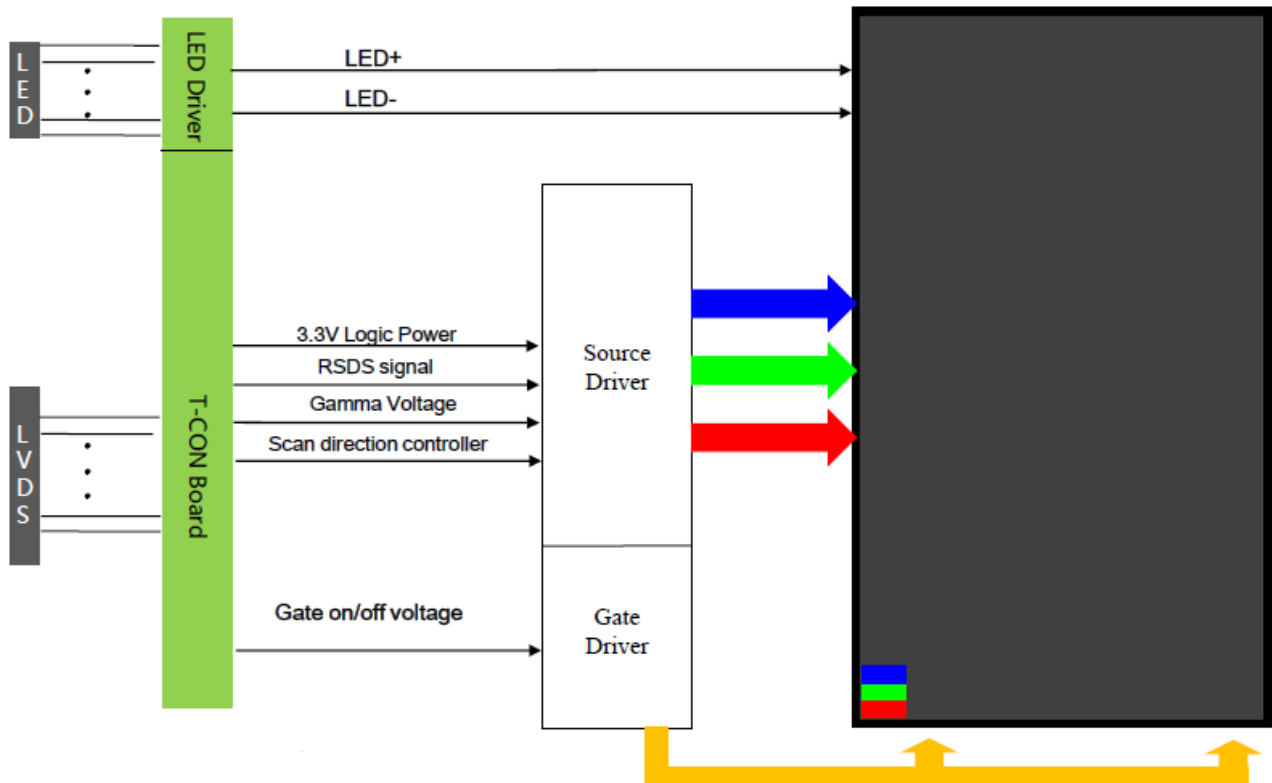 LED
LED Driver
LED+
LED-
3.3V Logic Power
RSDS signal
Gamma Voltage
Scan direction controller
Source
Driver
LVDS
T-CON Board
Gate on/off voltage
Gate
Driver